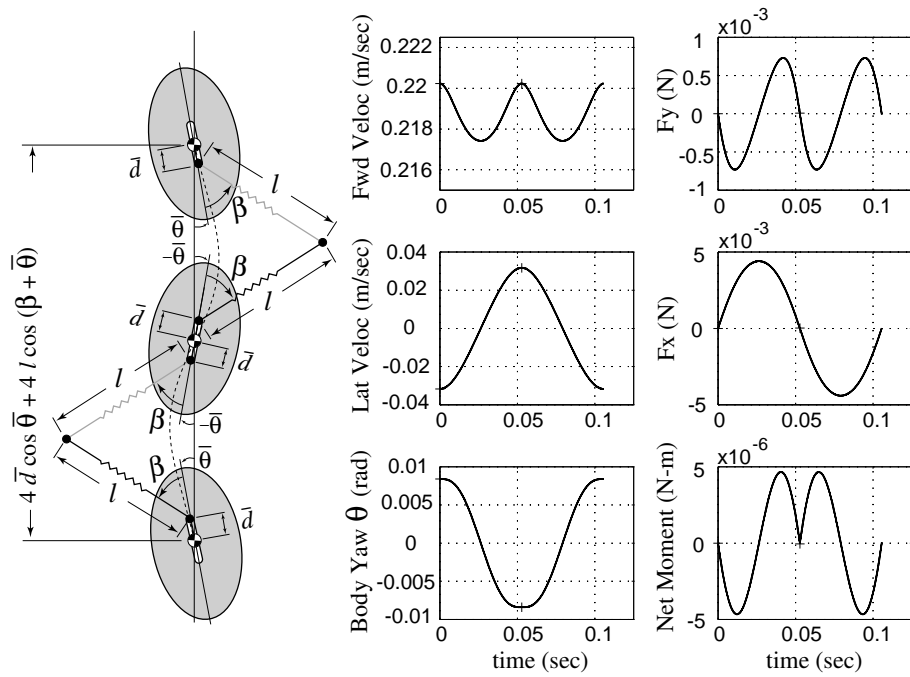 4 d̅ cos θ̅ + 4 l cos (β + θ̅)
d̅
l
β
θ̅
-θ̅
β
l
d̅
d̅
l
β
-θ̅
θ̅
β
l
d̅
Fwd Veloc (m/sec)
0.222
0.22
0.218
0.216
0
0.05
0.1
x10⁻³
Fy (N)
1
0.5
0
-0.5
-1
0
0.05
0.1
Lat Veloc (m/sec)
0.04
0.02
0
-0.02
-0.04
0
0.05
0.1
x10⁻³
Fx (N)
5
0
-5
0
0.05
0.1
Body Yaw θ (rad)
0.01
0.005
0
-0.005
-0.01
0
0.05
0.1
time (sec)
x10⁻⁶
Net Moment (N-m)
5
0
-5
0
0.05
0.1
time (sec)